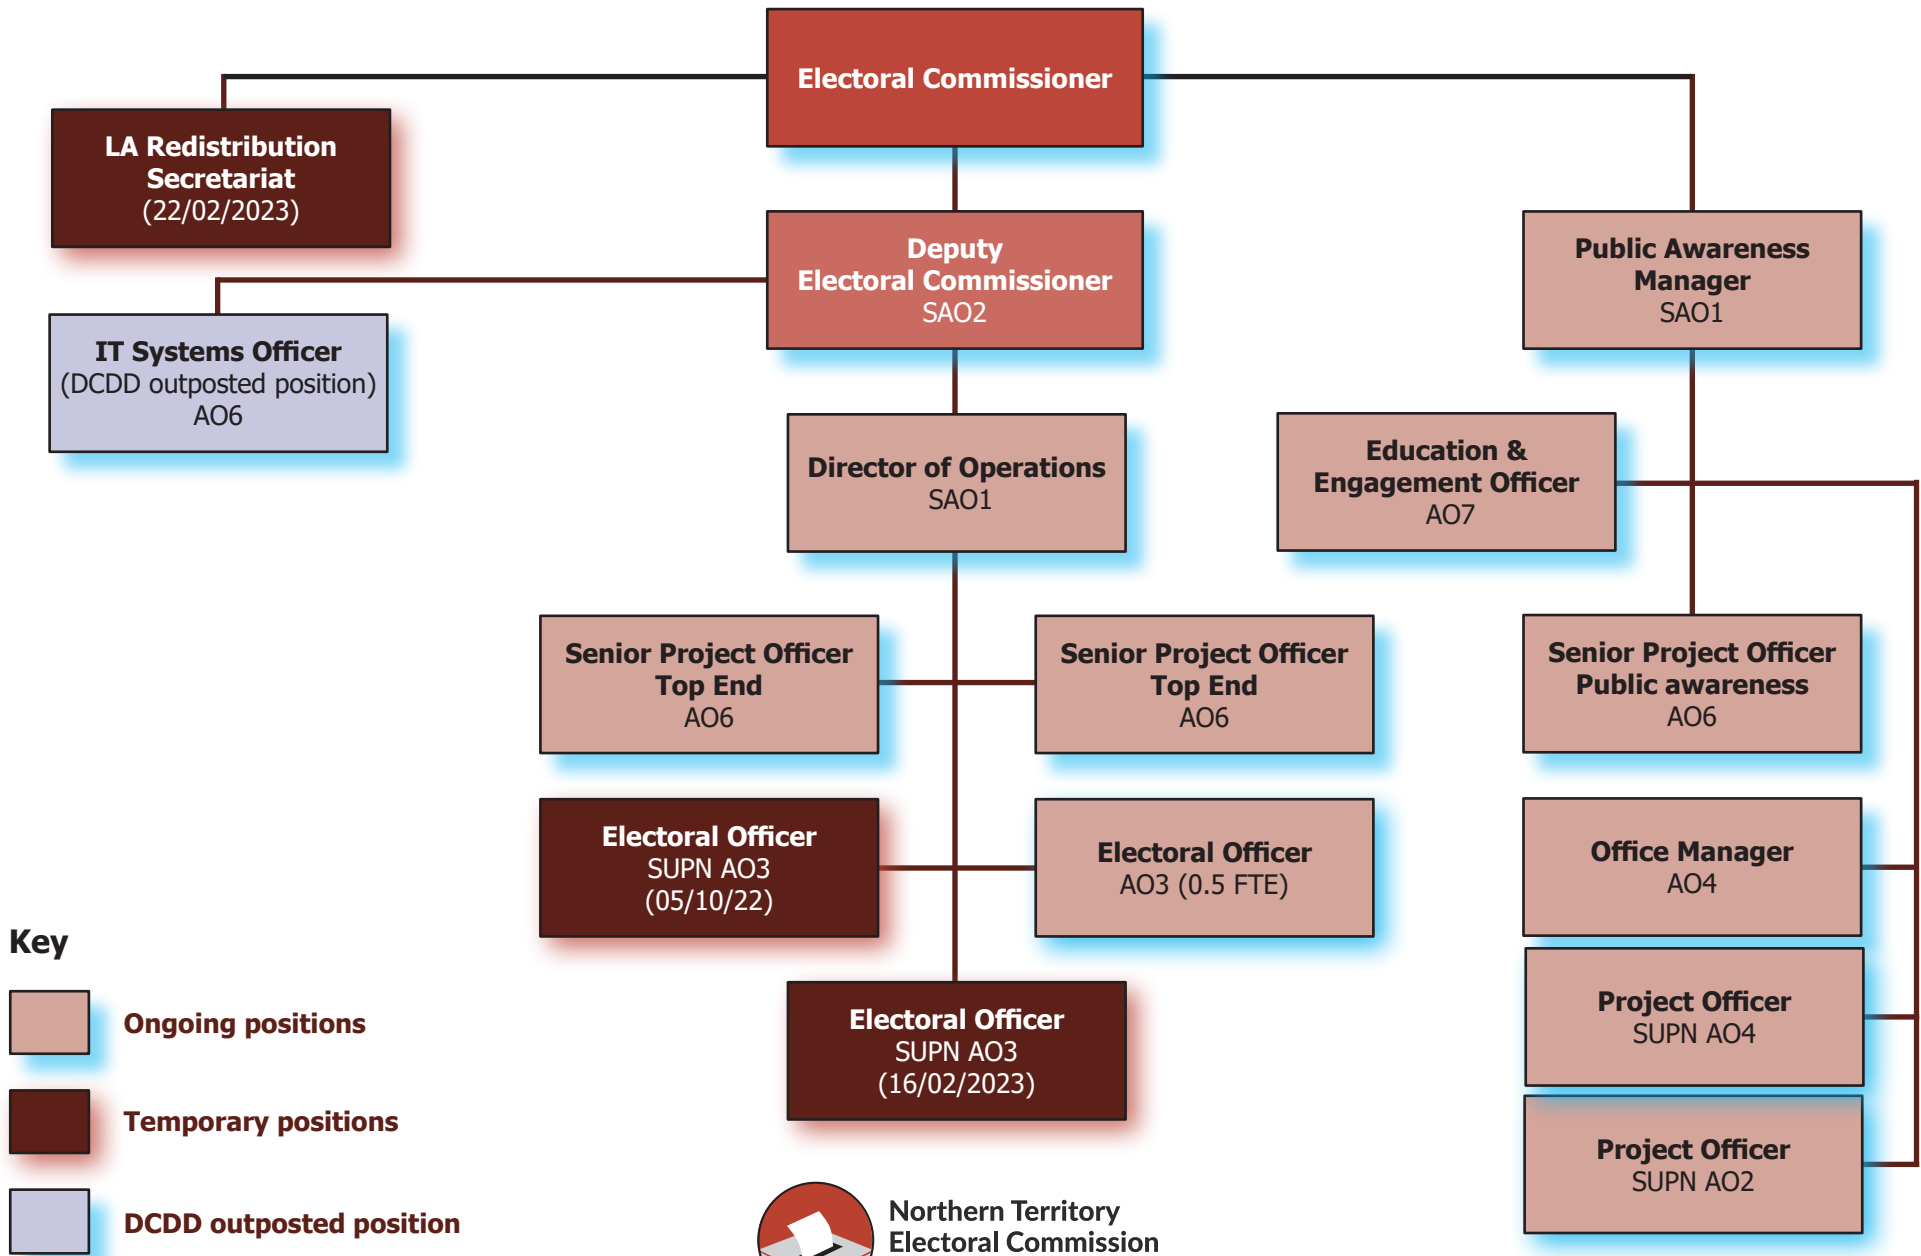 Electoral Commissioner
LA Redistribution
Secretariat
(22/02/2023)
Deputy
Electoral Commissioner
SAO2
Public Awareness
Manager
SAO1
IT Systems Officer
(DCDD outposted position)
AO6
Director of Operations
SAO1
Education &
Engagement Officer
AO7
Senior Project Officer
Top End
AO6
Senior Project Officer
Top End
AO6
Senior Project Officer
Public awareness
AO6
Electoral Officer
SUPN AO3
(05/10/22)
Electoral Officer
AO3 (0.5 FTE)
Office Manager
AO4
Project Officer
SUPN AO4
Electoral Officer
SUPN AO3
(16/02/2023)
Project Officer
SUPN AO2
Key
Ongoing positions
Temporary positions
DCDD outposted position
Northern Territory
Electoral Commission